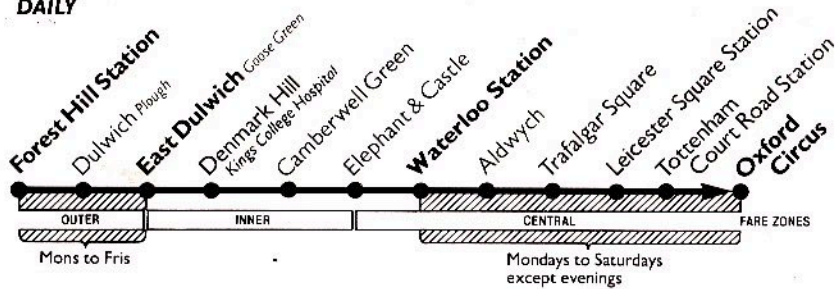 DAILY
Forest Hill Station
Dulwich Plough
East Dulwich Goose Green
Denmark Hill
Kings College Hospital
Camberwell Green
Elephant & Castle
Waterloo Station
Aldwych
Trafalgar Square
Leicester Square Station
Tottenham
Court Road Station
Oxford
Circus
OUTER
INNER
CENTRAL
FARE ZONES
Mons to Fris
Mondays to Saturdays
except evenings